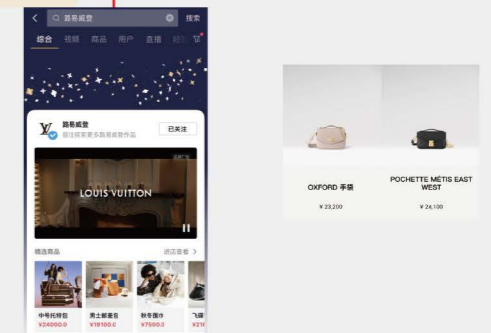 路易威登
搜索
综合 视频 商品 用户 直播
路易威登
已关注
LOUIS VUITTON
精选商品
进店查看
中号托特包
男士邮差包
秋冬围巾
¥24000.0
¥7500.0
OXFORD 手袋
¥ 23,200
POCHETTE MÉTIS EAST
WEST
¥ 24,100